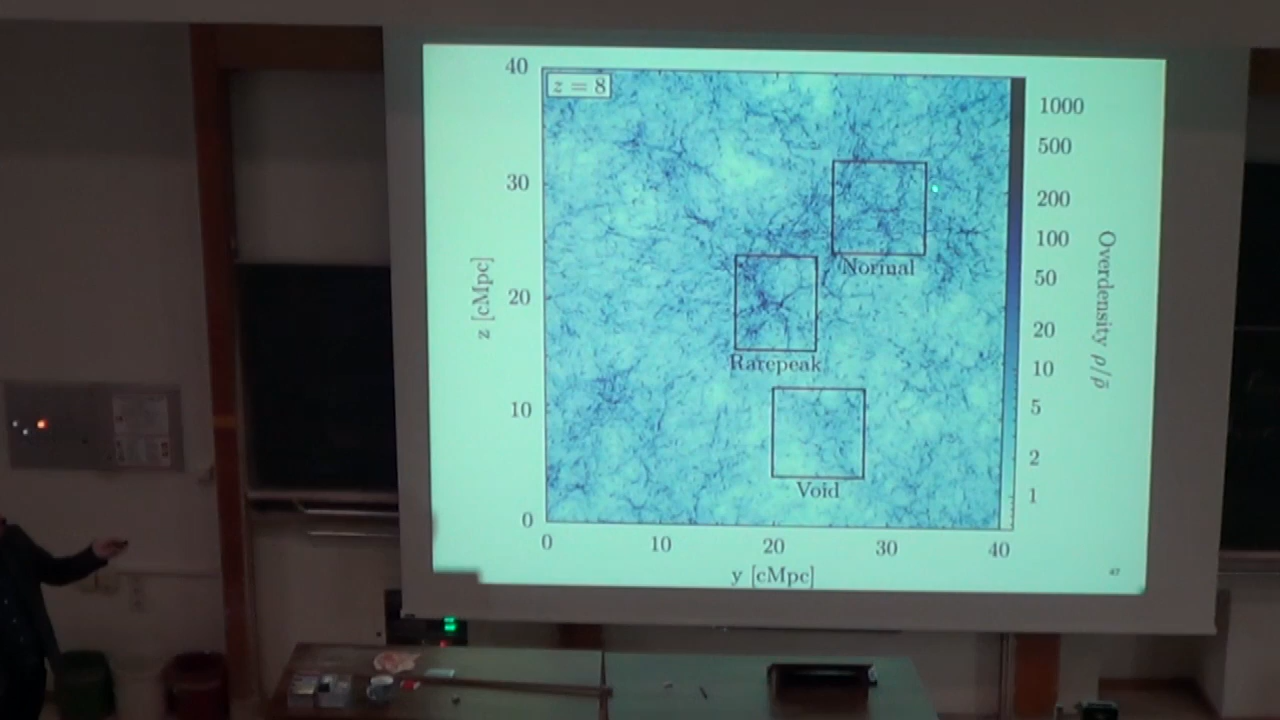 z = 8
40
30
20
10
0
z [cMpc]
0 10 20 30 40
y [cMpc]
Normal
Rarepeak
Void
1000
500
200
100
50
20
10
5
2
1
Overdensity ρ/ρ̄
47